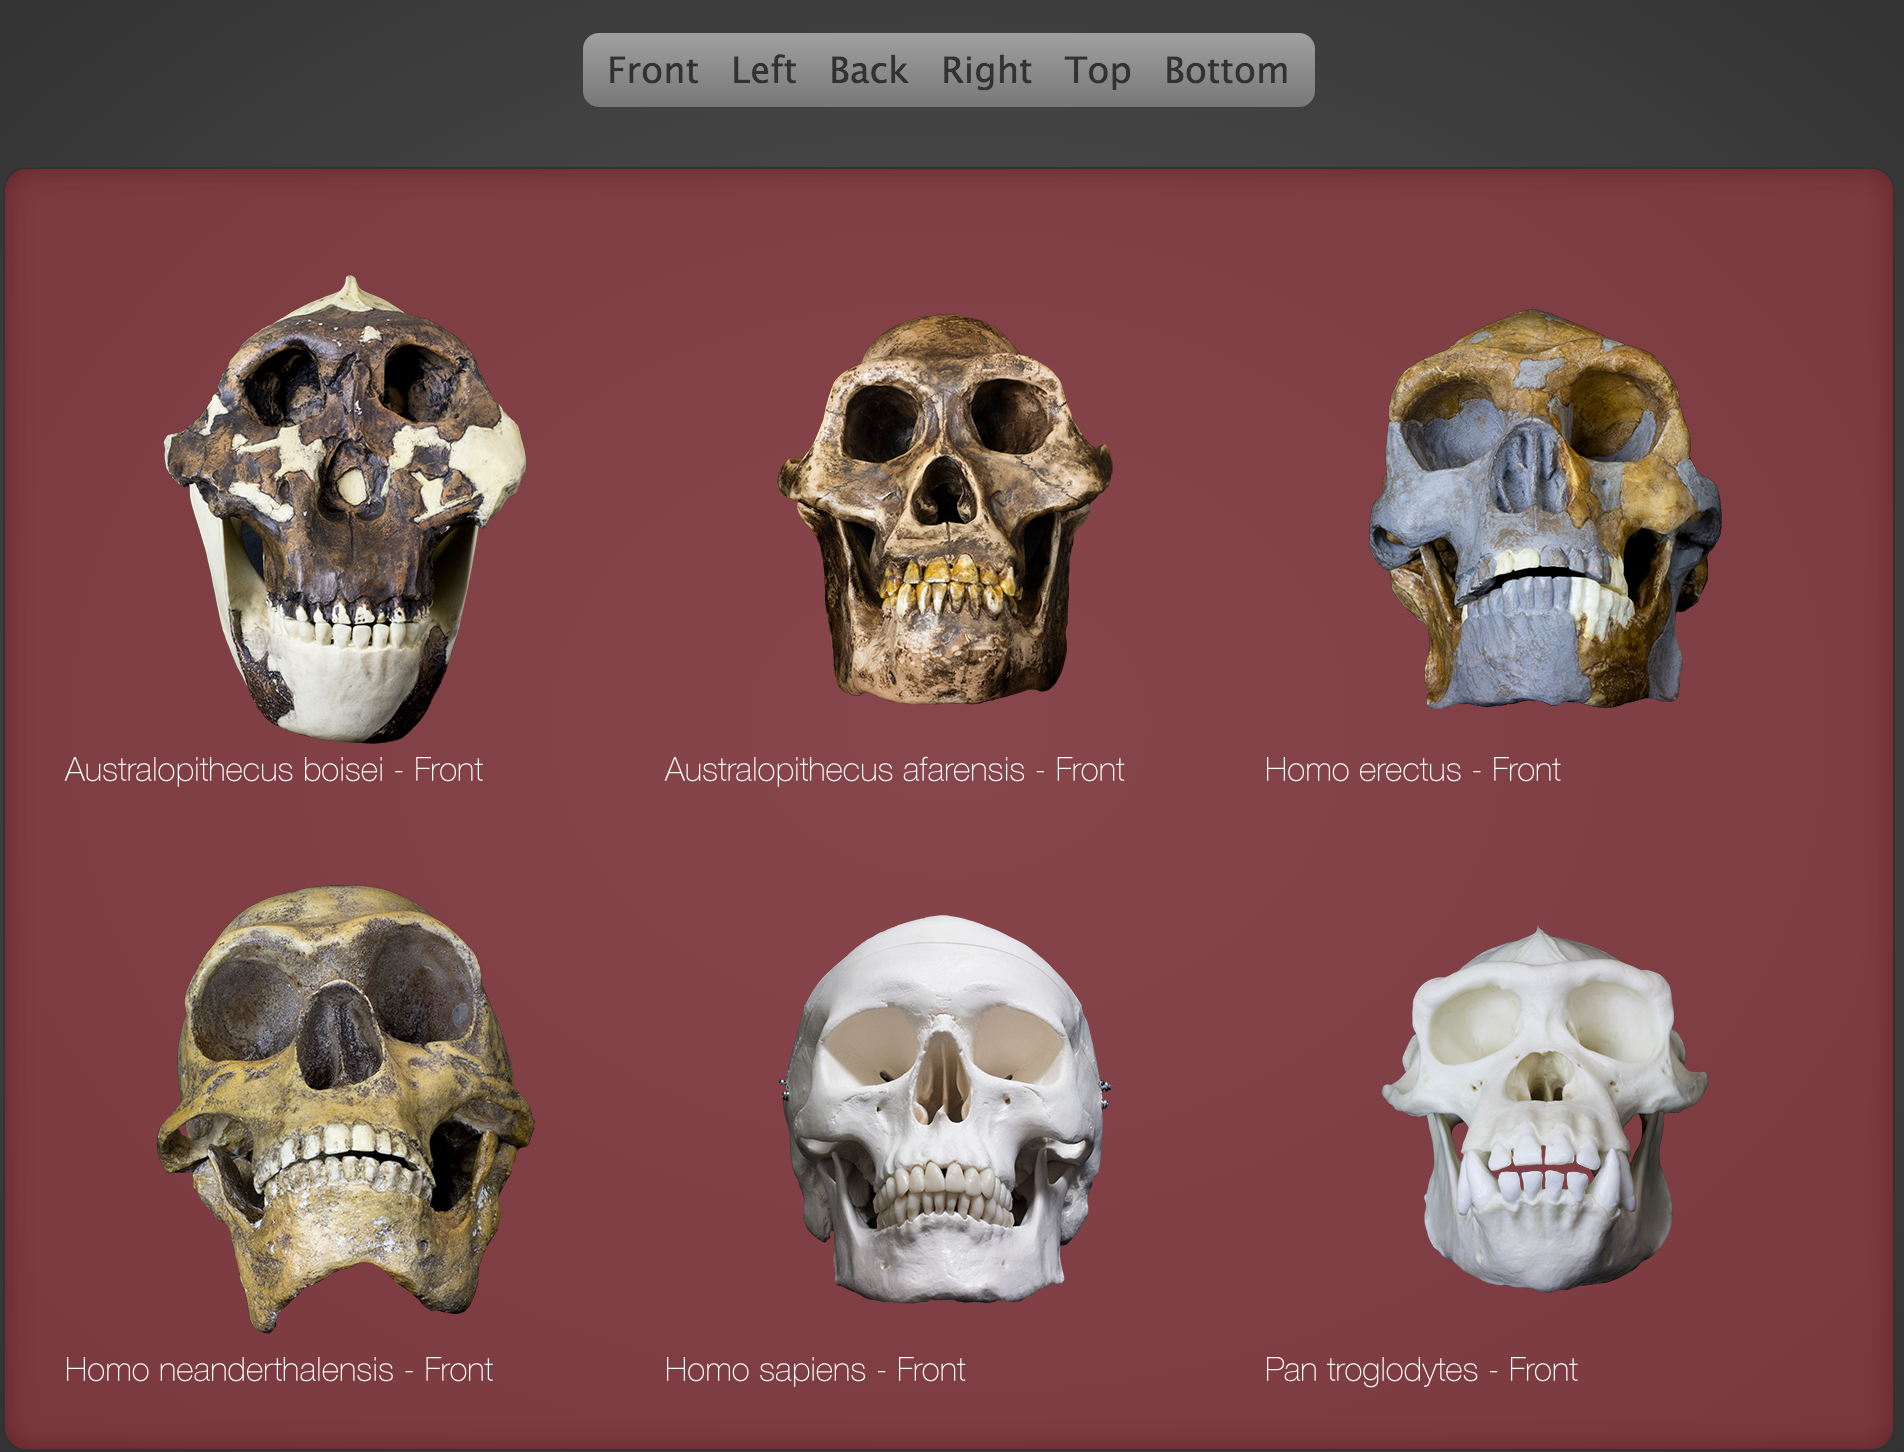 Front Left Back Right Top Bottom
Australopithecus boisei - Front
Australopithecus afarensis - Front
Homo erectus - Front
Homo neanderthalensis - Front
Homo sapiens - Front
Pan troglodytes - Front